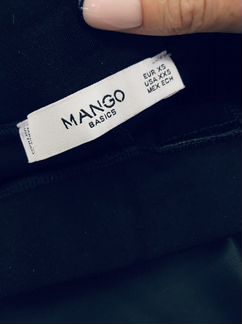 MANGO
BASICS
EUR XS
USA XXS
MEX ECH